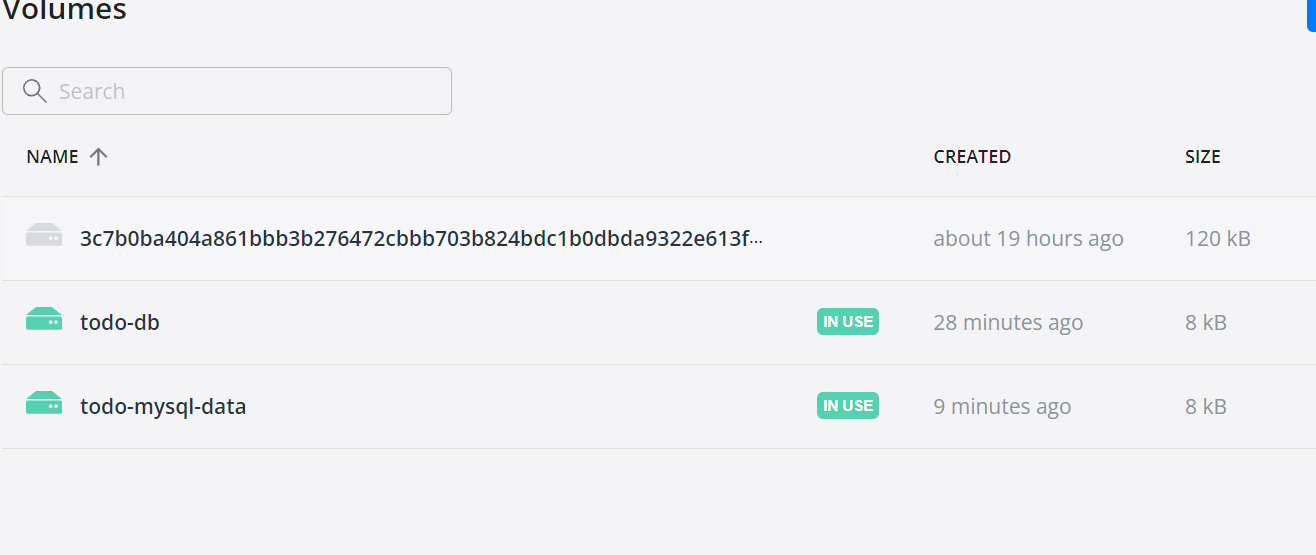 Volumes
Search
NAME CREATED SIZE
3c7b0ba404a861bbb3b276472cbbb703b824bdc1b0dbda9322e613f... about 19 hours ago 120 kB
todo-db IN USE 28 minutes ago 8 kB
todo-mysql-data IN USE 9 minutes ago 8 kB